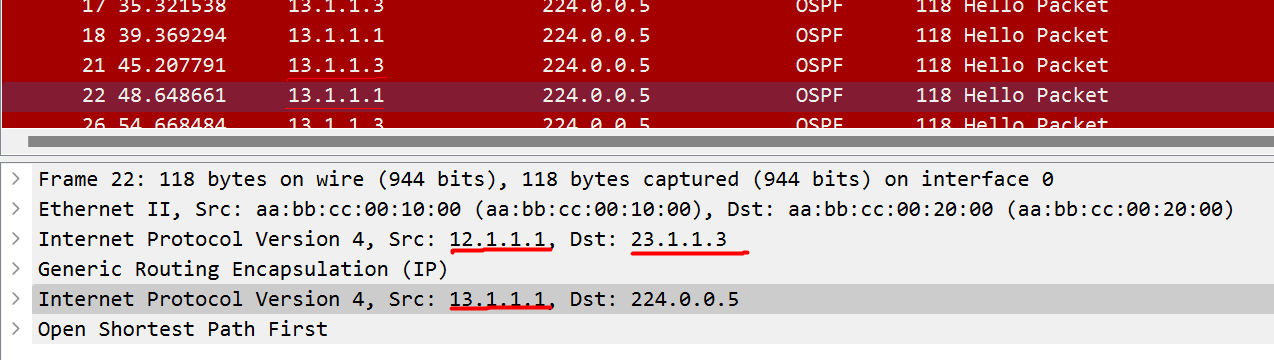 17 35.321538 13.1.1.3 224.0.0.5 OSPF 118 Hello Packet
18 39.369294 13.1.1.1 224.0.0.5 OSPF 118 Hello Packet
21 45.207791 13.1.1.3 224.0.0.5 OSPF 118 Hello Packet
22 48.648661 13.1.1.1 224.0.0.5 OSPF 118 Hello Packet
26 54.668484 13.1.1.3 224.0.0.5 OSPF 118 Hello Packet
> Frame 22: 118 bytes on wire (944 bits), 118 bytes captured (944 bits) on interface 0
> Ethernet II, Src: aa:bb:cc:00:10:00 (aa:bb:cc:00:10:00), Dst: aa:bb:cc:00:20:00 (aa:bb:cc:00:20:00)
> Internet Protocol Version 4, Src: 12.1.1.1, Dst: 23.1.1.3
> Generic Routing Encapsulation (IP)
> Internet Protocol Version 4, Src: 13.1.1.1, Dst: 224.0.0.5
> Open Shortest Path First